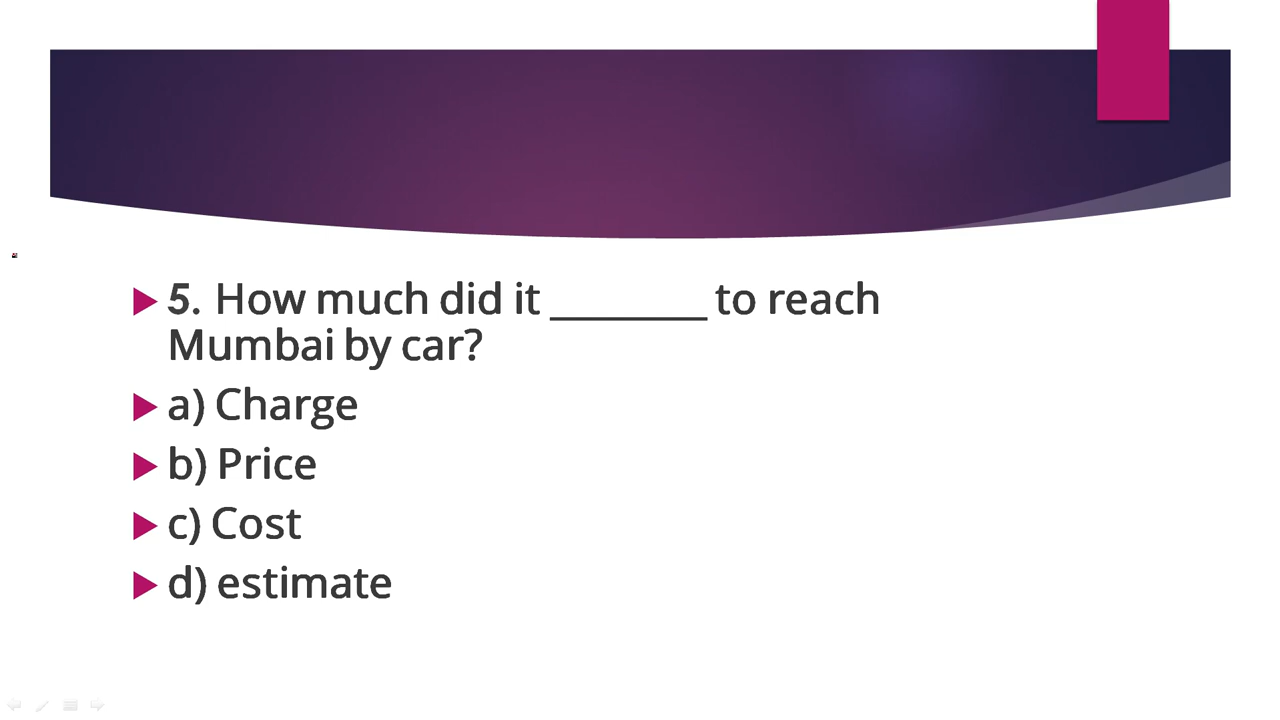 5. How much did it ________ to reach
Mumbai by car?
a) Charge
b) Price
c) Cost
d) estimate